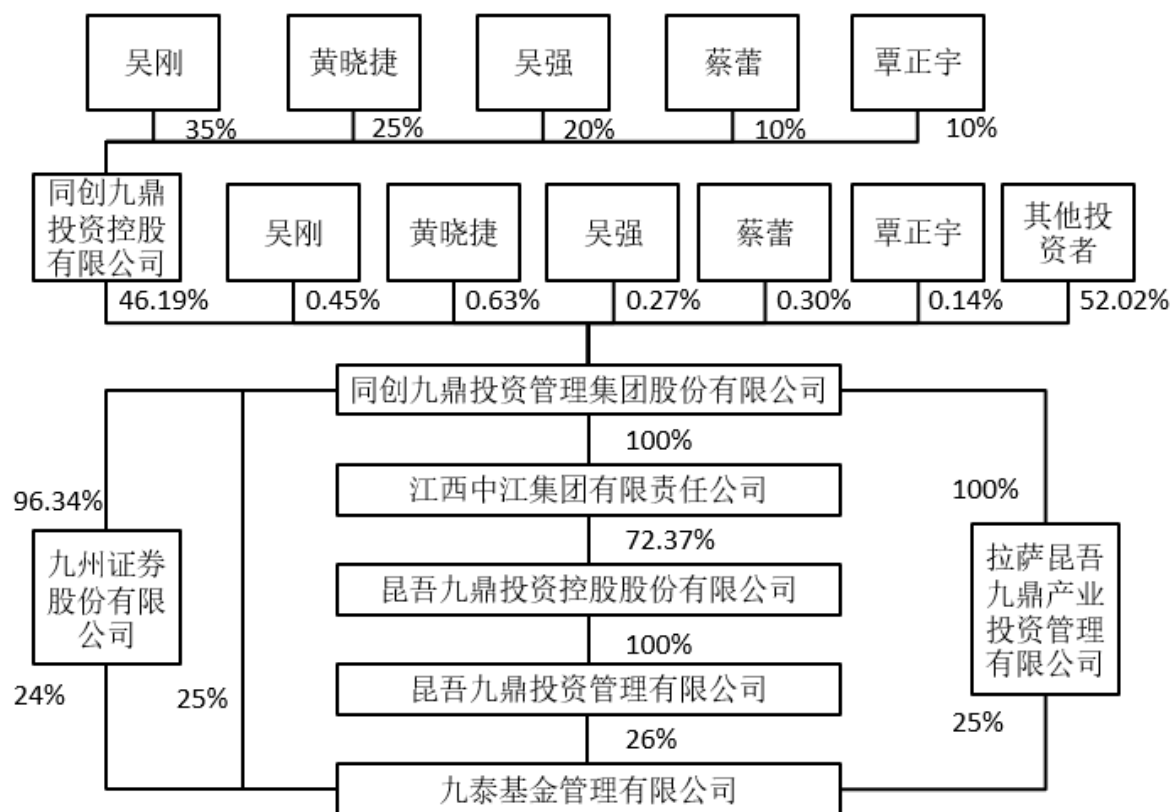 吴刚
黄晓捷
吴强
蔡蕾
覃正宇
35%
25%
20%
10%
10%
同创九鼎
投资控股
有限公司
吴刚
黄晓捷
吴强
蔡蕾
覃正宇
其他投
资者
46.19%
0.45%
0.63%
0.27%
0.30%
0.14%
52.02%
同创九鼎投资管理集团股份有限公司
100%
江西中江集团有限责任公司
96.34%
100%
72.37%
九州证券
股份有限
公司
昆吾九鼎投资控股股份有限公司
拉萨昆吾
九鼎产业
投资管理
有限公司
100%
24%
25%
昆吾九鼎投资管理有限公司
25%
26%
九泰基金管理有限公司